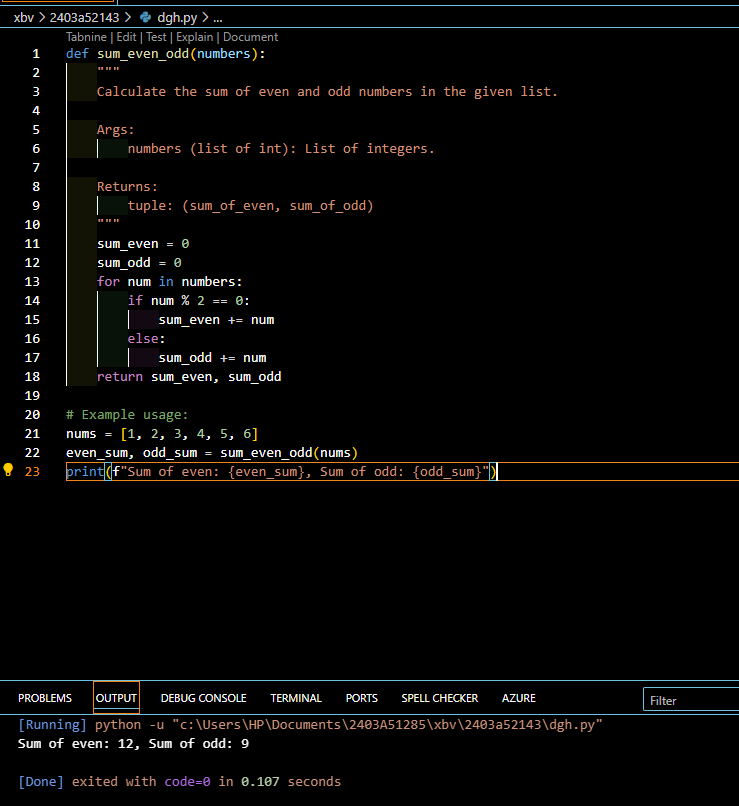 xbv > 2403a52143 > dgh.py > ...
Tabnine | Edit | Test | Explain | Document
1 def sum_even_odd(numbers):
2     """
3     Calculate the sum of even and odd numbers in the given list.
4
5     Args:
6         numbers (list of int): List of integers.
7
8     Returns:
9         tuple: (sum_of_even, sum_of_odd)
10     """
11     sum_even = 0
12     sum_odd = 0
13     for num in numbers:
14         if num % 2 == 0:
15             sum_even += num
16         else:
17             sum_odd += num
18     return sum_even, sum_odd
19
20 # Example usage:
21 nums = [1, 2, 3, 4, 5, 6]
22 even_sum, odd_sum = sum_even_odd(nums)
23 print(f"Sum of even: {even_sum}, Sum of odd: {odd_sum}")
PROBLEMS OUTPUT DEBUG CONSOLE TERMINAL PORTS SPELL CHECKER AZURE Filter
[Running] python -u "c:\Users\HP\Documents\2403A51285\xbv\2403a52143\dgh.py"
Sum of even: 12, Sum of odd: 9
[Done] exited with code=0 in 0.107 seconds